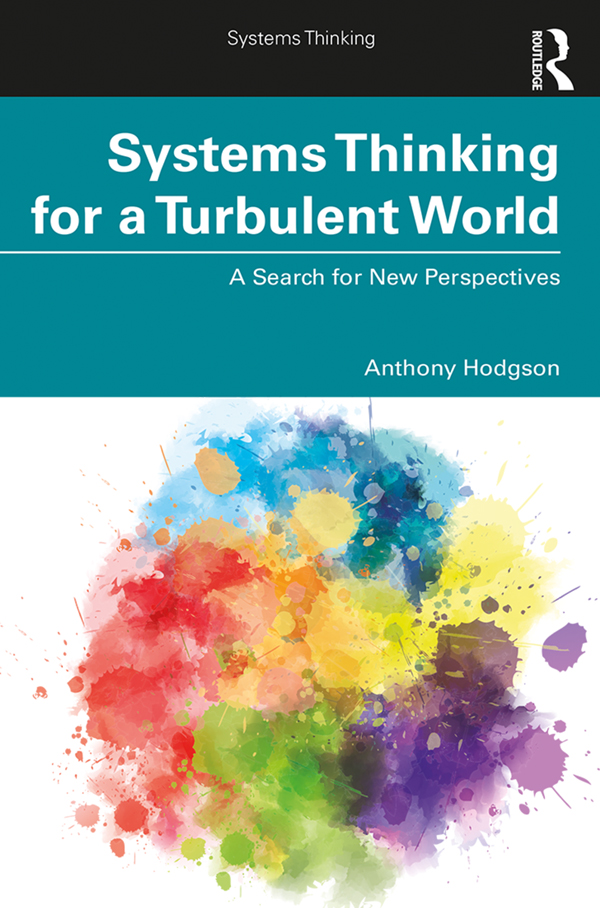 Systems Thinking
ROUTLEDGE
Systems Thinking
for a Turbulent World
A Search for New Perspectives
Anthony Hodgson